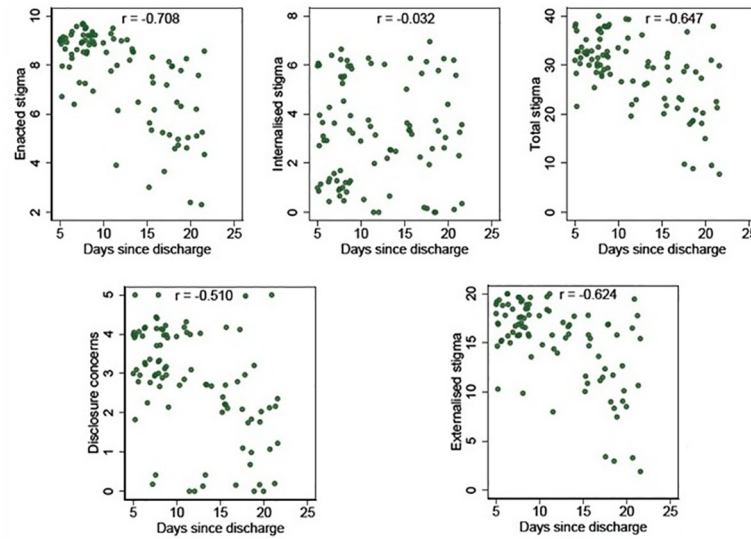 r = -0.708
Enacted stigma
10
8
6
4
2
5 10 15 20 25
Days since discharge
r = -0.032
Internalised stigma
8
6
4
2
0
5 10 15 20 25
Days since discharge
r = -0.647
Total stigma
40
30
20
10
0
5 10 15 20
Days since discharge
r = -0.510
Disclosure concerns
5
4
3
2
1
0
5 10 15 20 25
Days since discharge
r = -0.624
Externalised stigma
20
15
10
5
0
5 10 15 20 25
Days since discharge